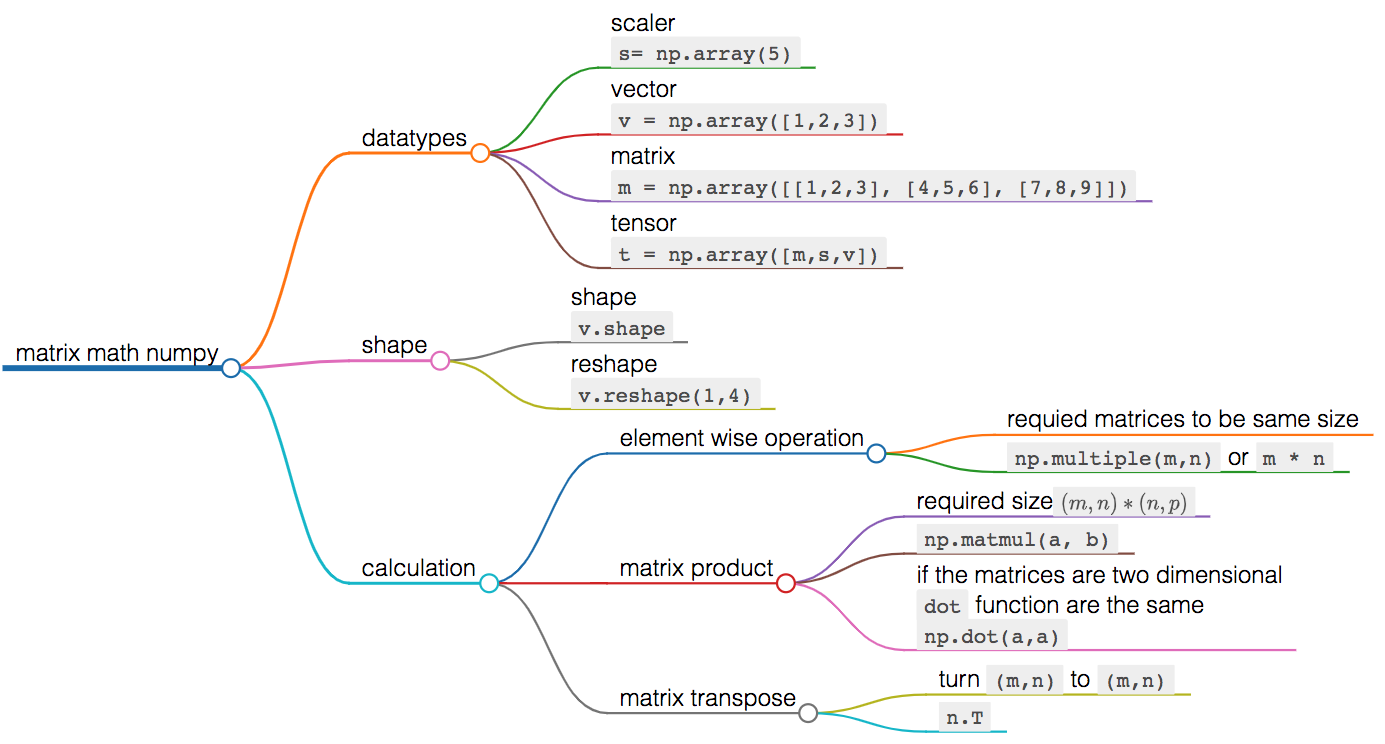 matrix math numpy
datatypes
scaler
s= np.array(5)
vector
v = np.array([1,2,3])
matrix
m = np.array([[1,2,3], [4,5,6], [7,8,9]])
tensor
t = np.array([m,s,v])
shape
shape
v.shape
reshape
v.reshape(1,4)
calculation
element wise operation
requied matrices to be same size
np.multiple(m,n) or m * n
matrix product
required size (m, n) * (n, p)
np.matmul(a, b)
if the matrices are two dimensional
dot function are the same
np.dot(a,a)
matrix transpose
turn (m,n) to (m,n)
n.T